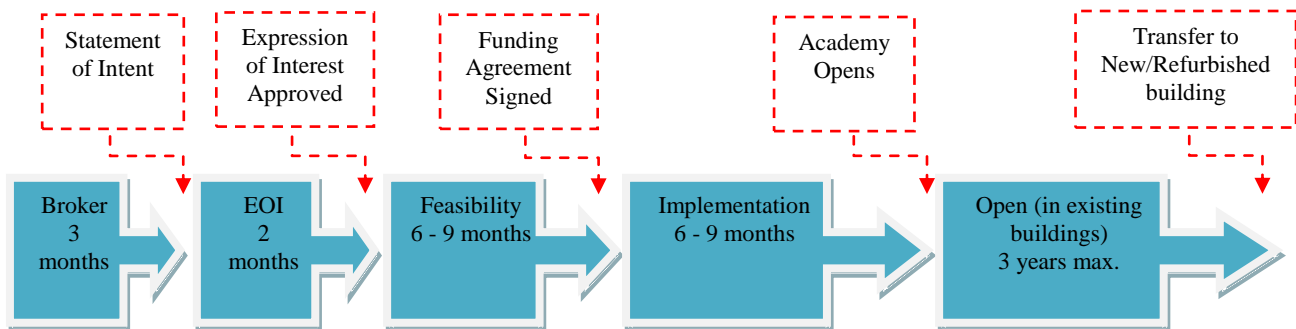 Statement
of Intent
Expression
of Interest
Approved
Funding
Agreement
Signed
Academy
Opens
Transfer to
New/Refurbished
building
Broker
3
months
EOI
2
months
Feasibility
6 - 9 months
Implementation
6 - 9 months
Open (in existing
buildings)
3 years max.